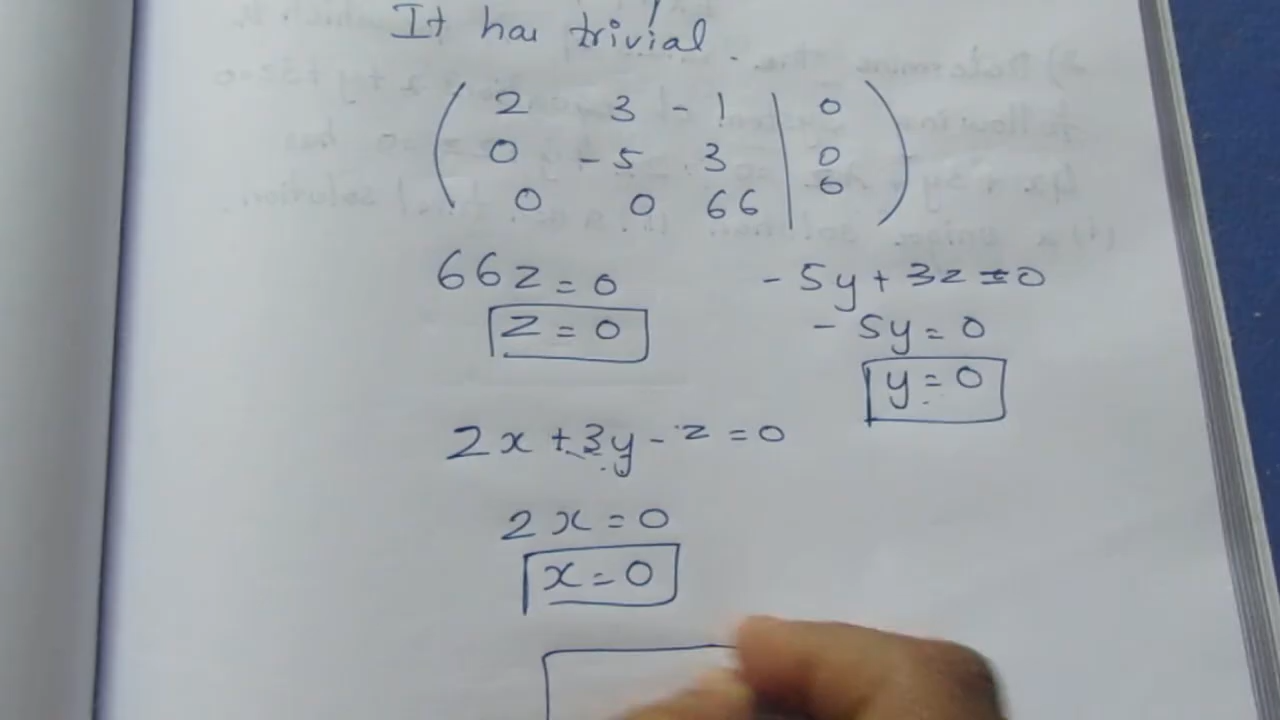 It has trivial.
2 3 -1 | 0
0 -5 3 | 0
0 0 66 | 0
66z = 0
z = 0
-5y + 3z = 0
-5y = 0
y = 0
2x + 3y - z = 0
2x = 0
x = 0